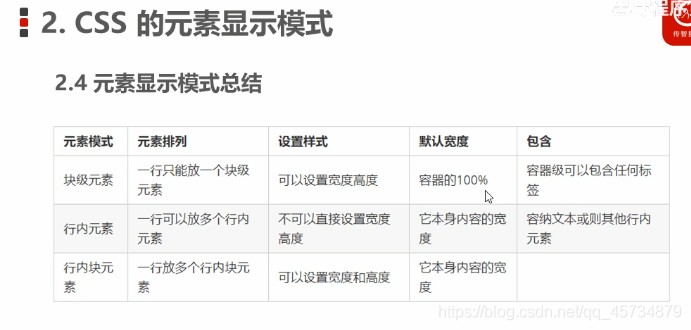 2. CSS 的元素显示模式
2.4 元素显示模式总结
元素模式 元素排列 设置样式 默认宽度 包含
块级元素 一行只能放一个块级元素 可以设置宽度高度 容器的100% 容器级可以包含任何标签
行内元素 一行可以放多个行内元素 不可以直接设置宽度高度 它本身内容的宽度 容纳文本或则其他行内元素
行内块元素 一行放多个行内块元素 可以设置宽度和高度 它本身内容的宽度
https://blog.csdn.net/qq_45734879